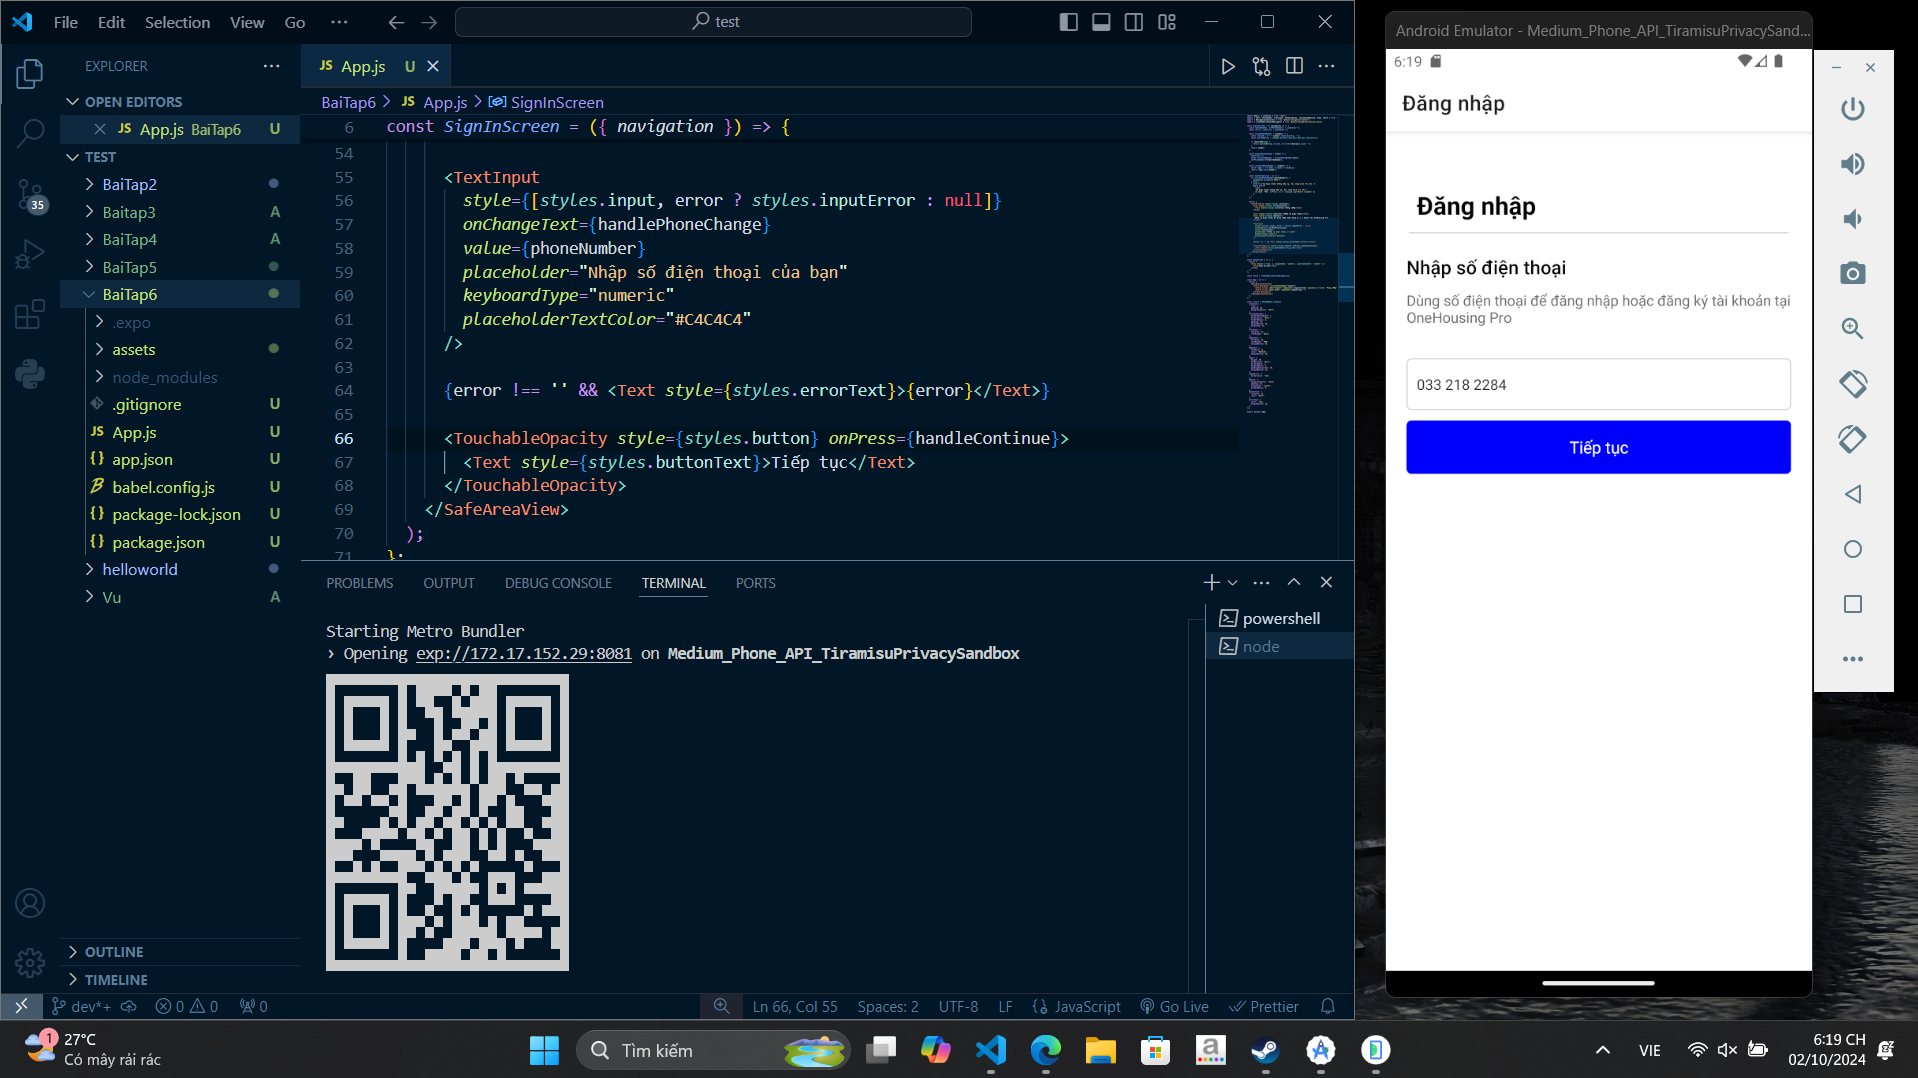 File Edit Selection View Go ··· test
EXPLORER
OPEN EDITORS
JS App.js BaiTap6 U
TEST
BaiTap2
Baitap3 A
BaiTap4 A
BaiTap5
BaiTap6
.expo
assets
node_modules
.gitignore U
JS App.js U
{} app.json U
babel.config.js U
{} package-lock.json U
{} package.json U
helloworld
Vu A
OUTLINE
TIMELINE
35
JS App.js U
BaiTap6 > JS App.js > SignInScreen
6 const SignInScreen = ({ navigation }) => {
54
55 <TextInput
56 style={[styles.input, error ? styles.inputError : null]}
57 onChangeText={handlePhoneChange}
58 value={phoneNumber}
59 placeholder="Nhập số điện thoại của bạn"
60 keyboardType="numeric"
61 placeholderTextColor="#C4C4C4"
62 />
63
64 {error !== '' && <Text style={styles.errorText}>{error}</Text>}
65
66 <TouchableOpacity style={styles.button} onPress={handleContinue}>
67 <Text style={styles.buttonText}>Tiếp tục</Text>
68 </TouchableOpacity>
69 </SafeAreaView>
70 );
71 };
PROBLEMS OUTPUT DEBUG CONSOLE TERMINAL PORTS
Starting Metro Bundler
› Opening exp://172.17.152.29:8081 on Medium_Phone_API_TiramisuPrivacySandbox
powershell
node
dev*+ 0 0 0 Ln 66, Col 55 Spaces: 2 UTF-8 LF {} JavaScript Go Live Prettier
Android Emulator - Medium_Phone_API_TiramisuPrivacySand...
6:19
Đăng nhập
Đăng nhập
Nhập số điện thoại
Dùng số điện thoại để đăng nhập hoặc đăng ký tài khoản tại
OneHousing Pro
033 218 2284
Tiếp tục
1
27°C
Có mây rải rác
Tìm kiếm
a
VIE
6:19 CH
02/10/2024